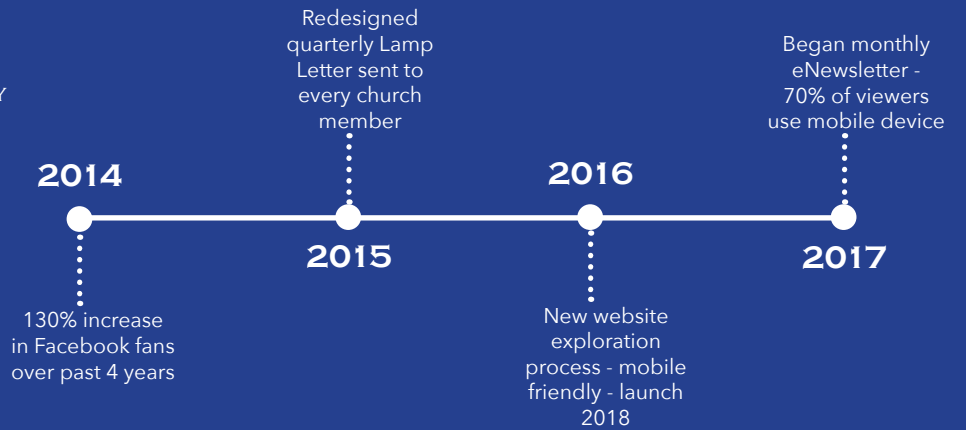 Redesigned
quarterly Lamp
Letter sent to
every church
member
Began monthly
eNewsletter -
70% of viewers
use mobile device
Y
2014
2016
2015
2017
130% increase
in Facebook fans
over past 4 years
New website
exploration
process - mobile
friendly - launch
2018